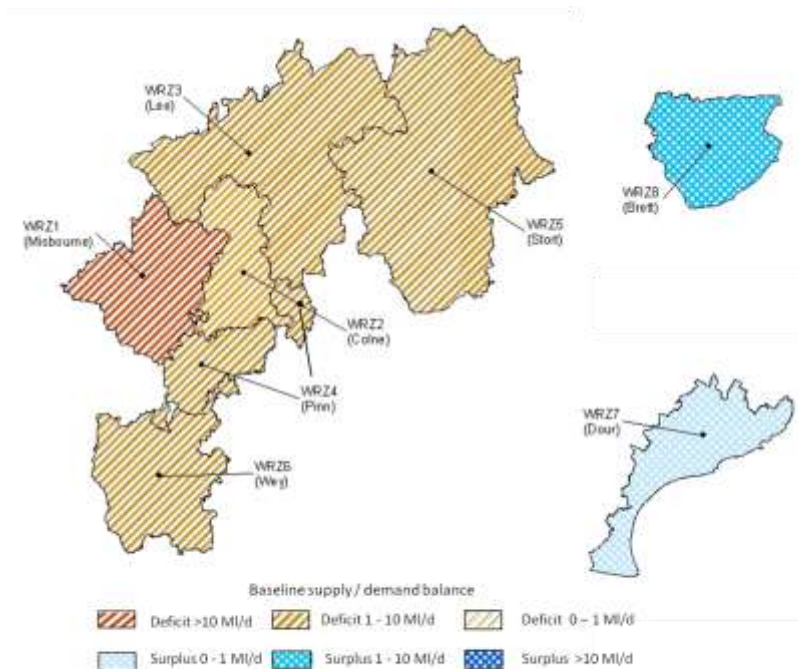 WRZ3
(Lee)
WRZ8
(Brett)
WRZ1
(Misbourne)
WRZ5
(Stort)
WRZ2
(Colne)
WRZ4
(Pinn)
WRZ7
(Dour)
WRZ6
(Wey)
Baseline supply / demand balance
Deficit >10 Ml/d Deficit 1 - 10 Ml/d Deficit 0 – 1 Ml/d
Surplus 0 - 1 Ml/d Surplus 1 - 10 Ml/d Surplus >10 Ml/d